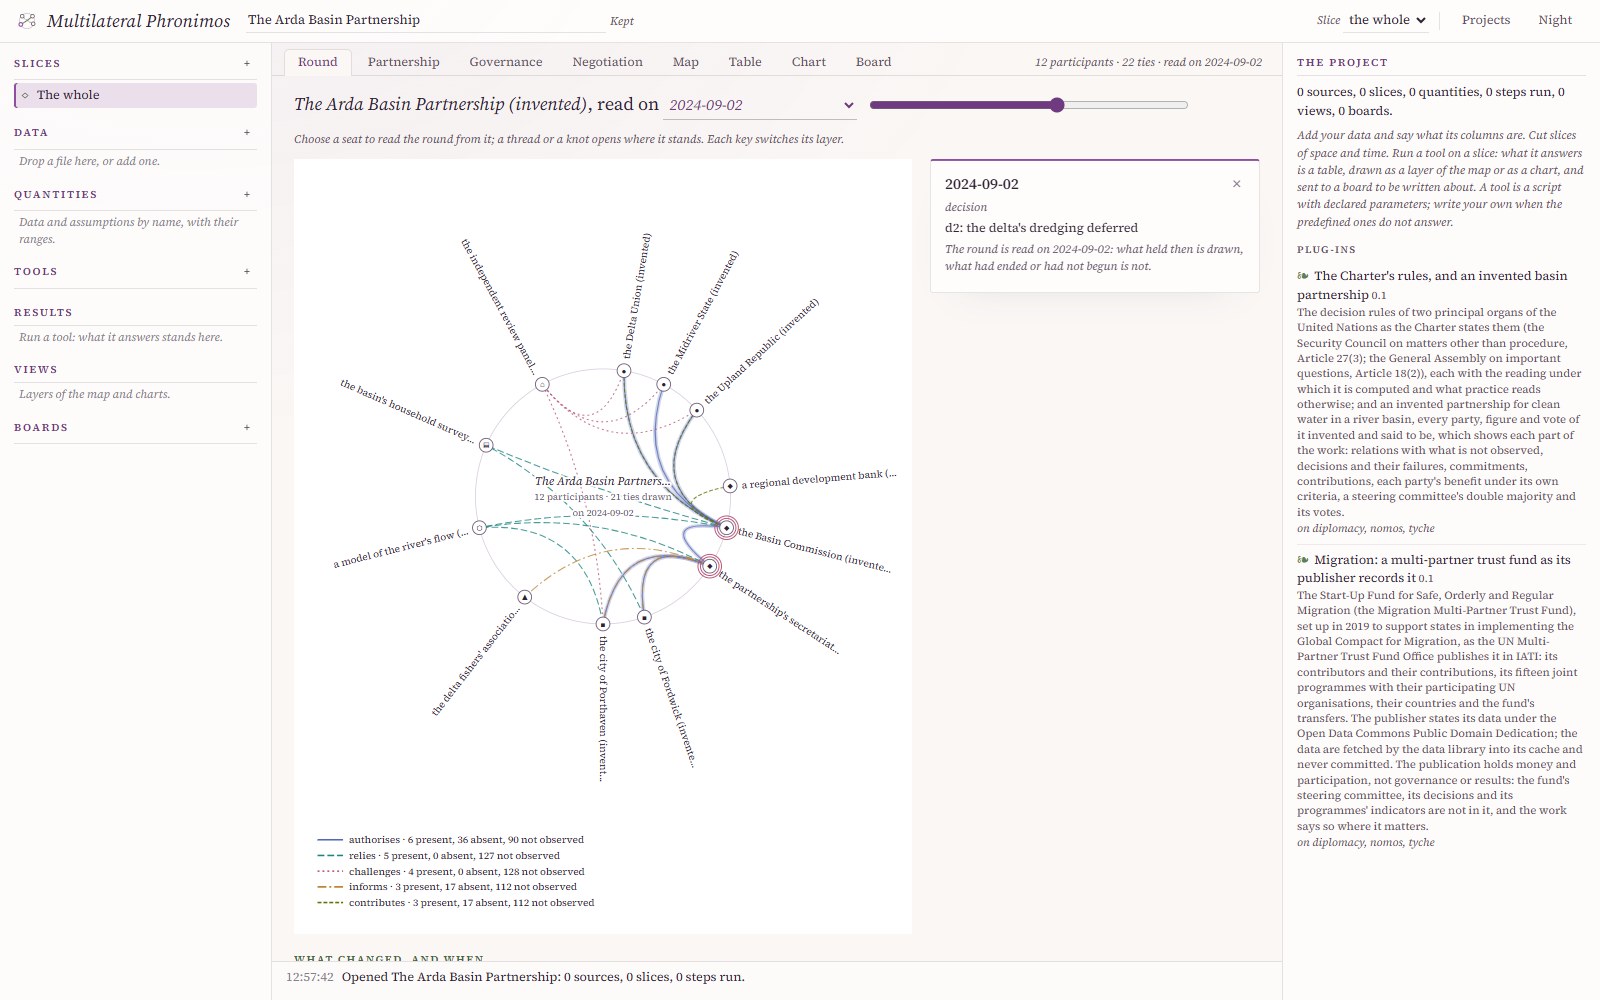 Multilateral Phronimos
The Arda Basin Partnership
Kept
Slice the whole
Projects
Night
SLICES +
The whole
DATA +
Drop a file here, or add one.
QUANTITIES +
Data and assumptions by name, with their
ranges.
TOOLS +
RESULTS
Run a tool: what it answers stands here.
VIEWS
Layers of the map and charts.
BOARDS +
Round Partnership Governance Negotiation Map Table Chart Board
12 participants · 22 ties · read on 2024-09-02
The Arda Basin Partnership (invented), read on 2024-09-02
Choose a seat to read the round from it; a thread or a knot opens where it stands. Each key switches its layer.
the independent review panel...
the Delta Union (invented)
the Midriver State (invented)
the Upland Republic (invented)
the basin's household survey...
a regional development bank (...
The Arda Basin Partners...
12 participants · 21 ties drawn
on 2024-09-02
a model of the river's flow (...
the Basin Commission (invente...
the partnership's secretariat...
the delta fishers' associatio...
the city of Porthaven (invent...
the city of Fordwick (invente...
authorises · 6 present, 36 absent, 90 not observed
relies · 5 present, 0 absent, 127 not observed
challenges · 4 present, 0 absent, 128 not observed
informs · 3 present, 17 absent, 112 not observed
contributes · 3 present, 17 absent, 112 not observed
2024-09-02 ×
decision
d2: the delta's dredging deferred
The round is read on 2024-09-02: what held then is drawn,
what had ended or had not begun is not.
WHAT CHANGED, AND WHEN
12:57:42 Opened The Arda Basin Partnership: 0 sources, 0 slices, 0 steps run.
THE PROJECT
0 sources, 0 slices, 0 quantities, 0 steps run, 0
views, 0 boards.
Add your data and say what its columns are. Cut slices
of space and time. Run a tool on a slice: what it answers
is a table, drawn as a layer of the map or as a chart, and
sent to a board to be written about. A tool is a script
with declared parameters; write your own when the
predefined ones do not answer.
PLUG-INS
The Charter's rules, and an invented basin
partnership 0.1
The decision rules of two principal organs of the
United Nations as the Charter states them (the
Security Council on matters other than procedure,
Article 27(3); the General Assembly on important
questions, Article 18(2)), each with the reading under
which it is computed and what practice reads
otherwise; and an invented partnership for clean
water in a river basin, every party, figure and vote of
it invented and said to be, which shows each part of
the work: relations with what is not observed,
decisions and their failures, commitments,
contributions, each party's benefit under its own
criteria, a steering committee's double majority and
its votes.
on diplomacy, nomos, tyche
Migration: a multi-partner trust fund as its
publisher records it 0.1
The Start-Up Fund for Safe, Orderly and Regular
Migration (the Migration Multi-Partner Trust Fund),
set up in 2019 to support states in implementing the
Global Compact for Migration, as the UN Multi-
Partner Trust Fund Office publishes it in IATI: its
contributors and their contributions, its fifteen joint
programmes with their participating UN
organisations, their countries and the fund's
transfers. The publisher states its data under the
Open Data Commons Public Domain Dedication; the
data are fetched by the data library into its cache and
never committed. The publication holds money and
participation, not governance or results: the fund's
steering committee, its decisions and its
programmes' indicators are not in it, and the work
says so where it matters.
on diplomacy, nomos, tyche